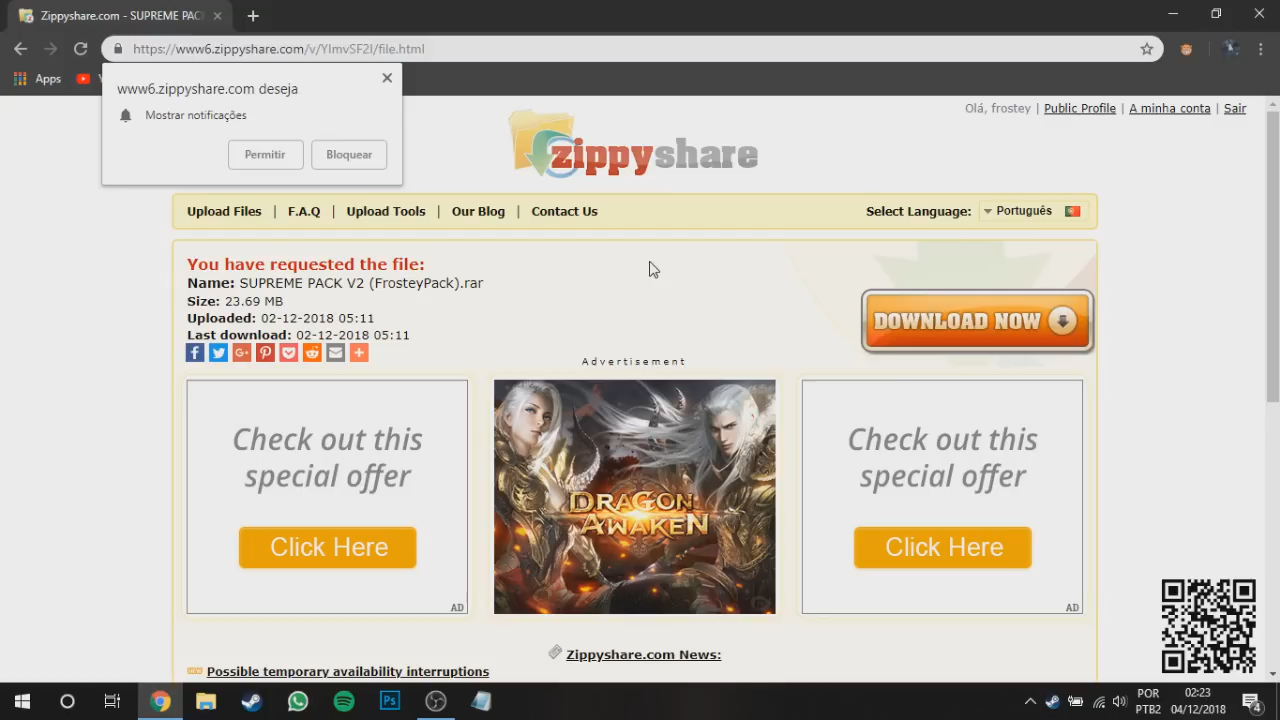 Zippyshare.com - SUPREME PAC
https://www6.zippyshare.com/v/YImvSF2I/file.html
Apps
www6.zippyshare.com deseja
Mostrar notificações
Permitir
Bloquear
Olá, frostey | Public Profile | A minha conta | Sair
zippyshare
Upload Files | F.A.Q | Upload Tools | Our Blog | Contact Us
Select Language: Português
You have requested the file:
Name: SUPREME PACK V2 (FrosteyPack).rar
Size: 23.69 MB
Uploaded: 02-12-2018 05:11
Last download: 02-12-2018 05:11
DOWNLOAD NOW
Advertisement
Check out this
special offer
Click Here
AD
DRAGON
AWAKEN
Check out this
special offer
Click Here
AD
Zippyshare.com News:
Possible temporary availability interruptions
Ps
POR
PTB2
02:23
04/12/2018
4